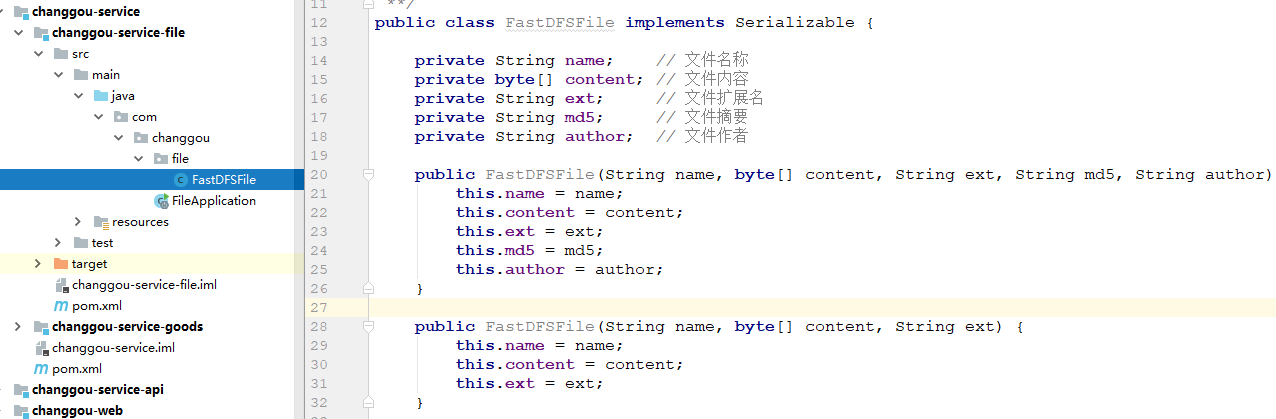 changgou-service
changgou-service-file
src
main
java
com
changgou
file
FastDFSFile
FileApplication
resources
test
target
changgou-service-file.iml
pom.xml
changgou-service-goods
changgou-service.iml
pom.xml
changgou-service-api
changgou-web
11 **/
12 public class FastDFSFile implements Serializable {
13
14 private String name; // 文件名称
15 private byte[] content; // 文件内容
16 private String ext; // 文件扩展名
17 private String md5; // 文件摘要
18 private String author; // 文件作者
19
20 public FastDFSFile(String name, byte[] content, String ext, String md5, String author)
21 this.name = name;
22 this.content = content;
23 this.ext = ext;
24 this.md5 = md5;
25 this.author = author;
26 }
27
28 public FastDFSFile(String name, byte[] content, String ext) {
29 this.name = name;
30 this.content = content;
31 this.ext = ext;
32 }